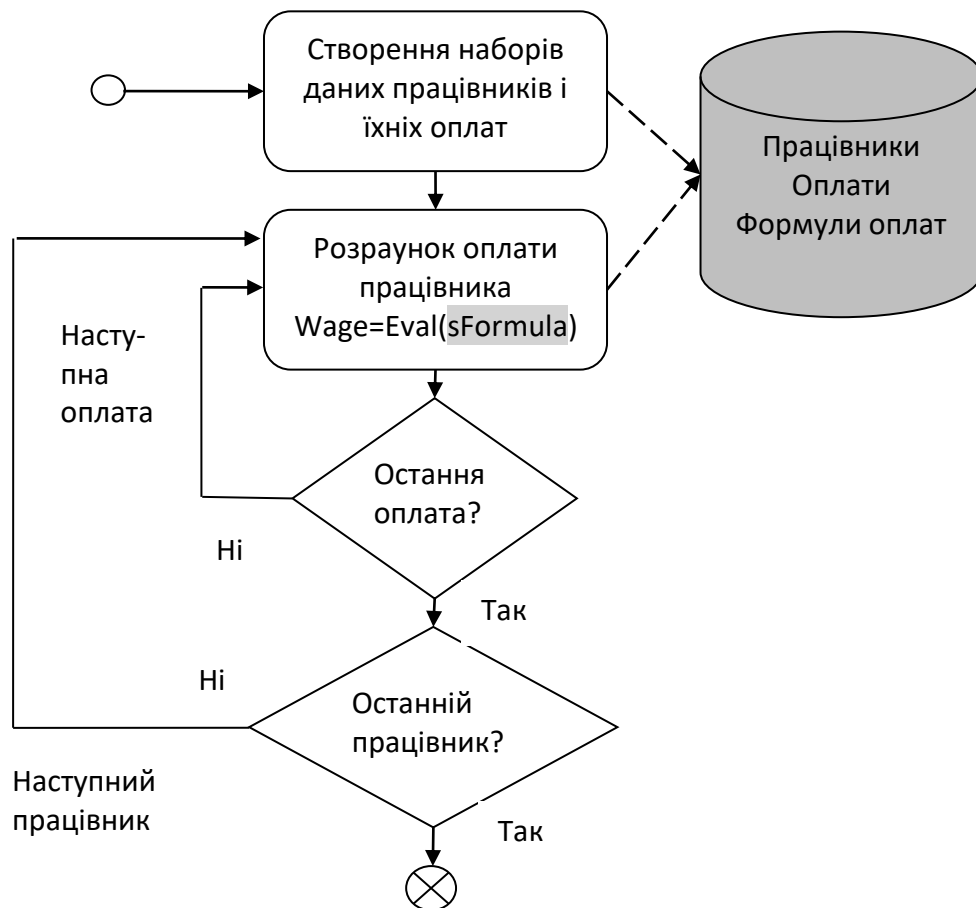 Створення наборів
даних працівників і
їхніх оплат
Працівники
Оплати
Формули оплат
Розраунок оплати
працівника
Wage=Eval(sFormula)
Насту-
пна
оплата
Остання
оплата?
Ні
Так
Ні
Останній
працівник?
Наступний
працівник
Так